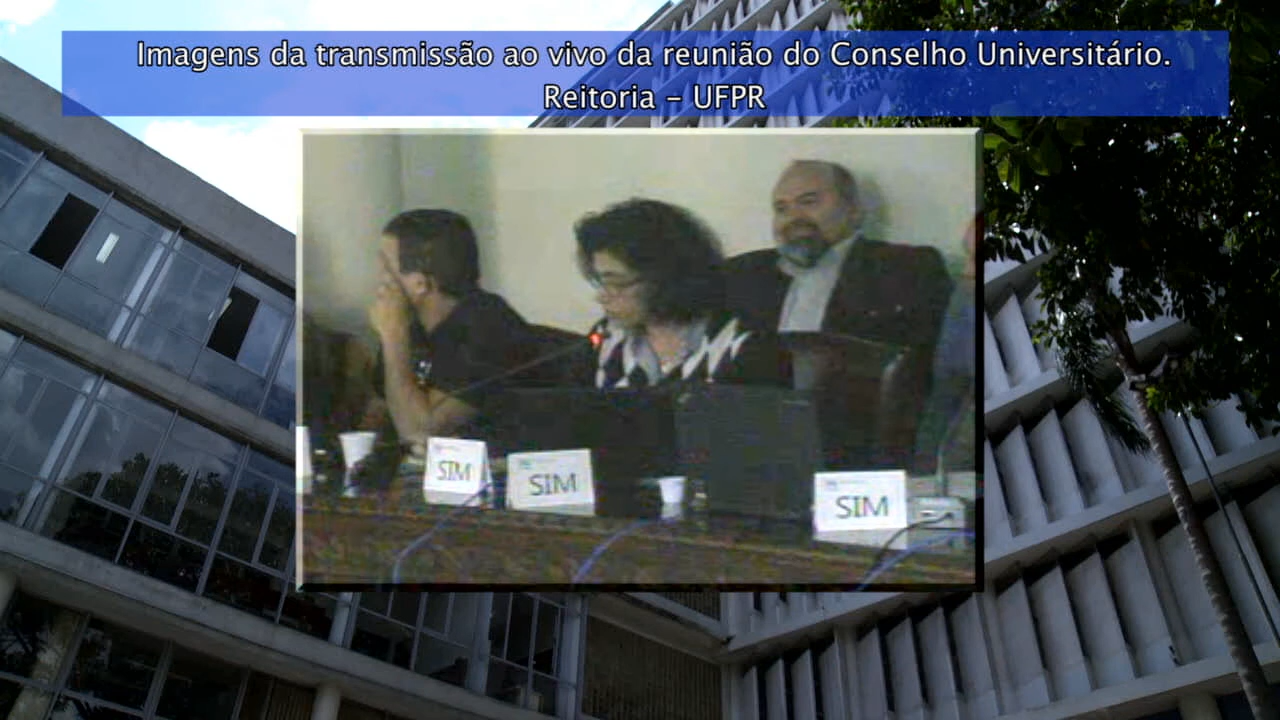 Imagens da transmissão ao vivo da reunião do Conselho Universitário.
Reitoria - UFPR
SIM
SIM
SIM